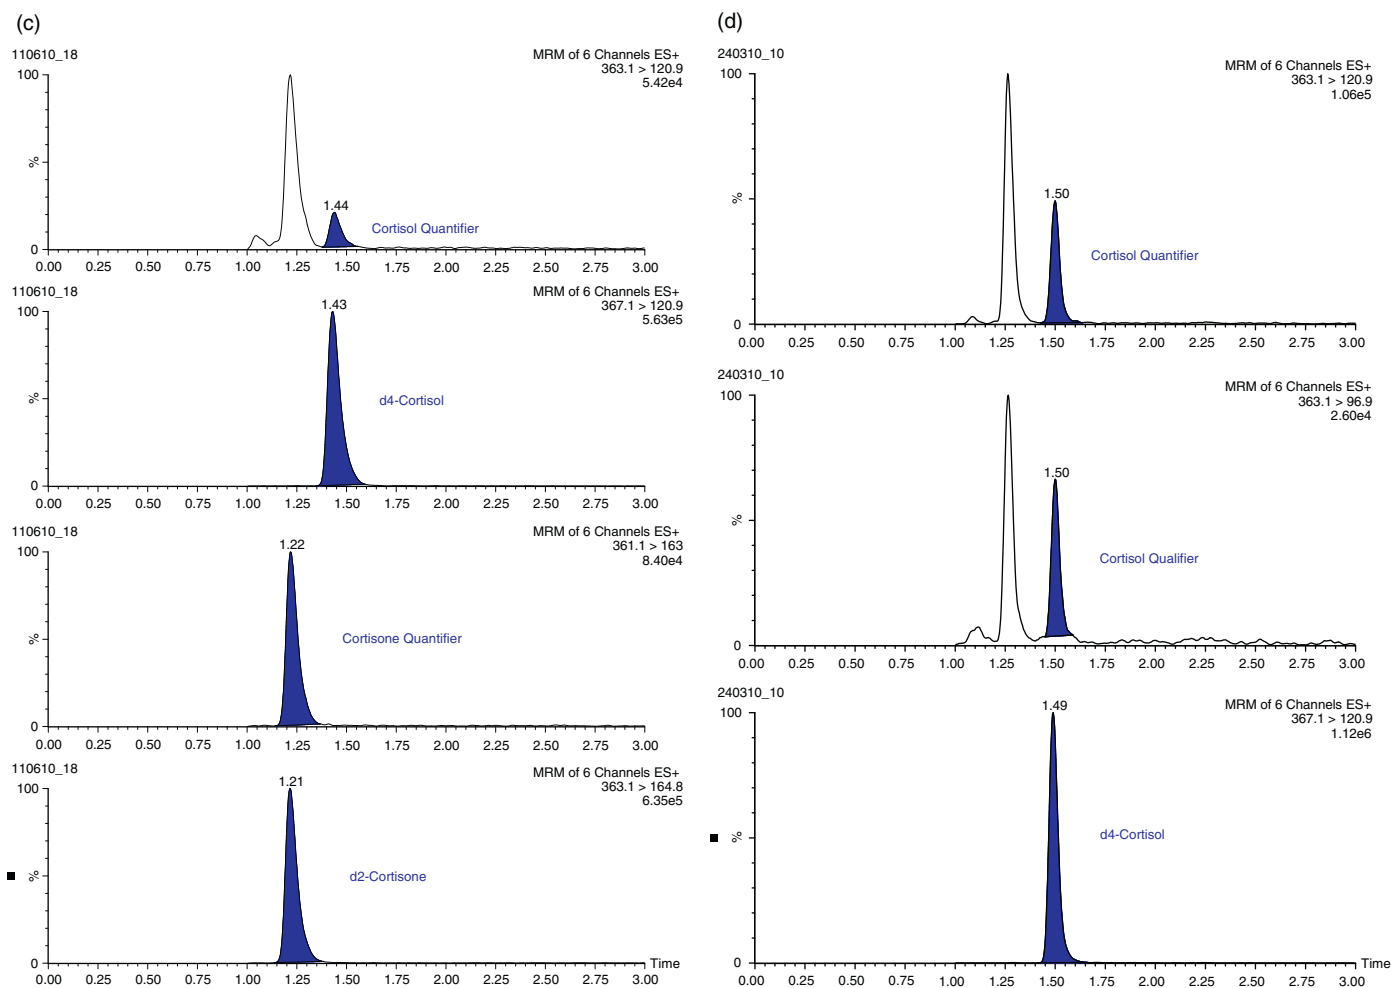 (c)
110610_18
MRM of 6 Channels ES+
363.1 > 120.9
5.42e4
100
%
0
1.44
Cortisol Quantifier
0.00 0.25 0.50 0.75 1.00 1.25 1.50 1.75 2.00 2.25 2.50 2.75 3.00
110610_18
MRM of 6 Channels ES+
367.1 > 120.9
5.63e5
100
%
0
1.43
d4-Cortisol
0.00 0.25 0.50 0.75 1.00 1.25 1.50 1.75 2.00 2.25 2.50 2.75 3.00
110610_18
MRM of 6 Channels ES+
361.1 > 163
8.40e4
100
%
0
1.22
Cortisone Quantifier
0.00 0.25 0.50 0.75 1.00 1.25 1.50 1.75 2.00 2.25 2.50 2.75 3.00
110610_18
MRM of 6 Channels ES+
363.1 > 164.8
6.35e5
100
%
0
1.21
d2-Cortisone
Time
0.00 0.25 0.50 0.75 1.00 1.25 1.50 1.75 2.00 2.25 2.50 2.75 3.00
(d)
240310_10
MRM of 6 Channels ES+
363.1 > 120.9
1.06e5
100
%
0
1.50
Cortisol Quantifier
0.00 0.25 0.50 0.75 1.00 1.25 1.50 1.75 2.00 2.25 2.50 2.75 3.00
240310_10
MRM of 6 Channels ES+
363.1 > 96.9
2.60e4
100
%
0
1.50
Cortisol Qualifier
0.00 0.25 0.50 0.75 1.00 1.25 1.50 1.75 2.00 2.25 2.50 2.75 3.00
240310_10
MRM of 6 Channels ES+
367.1 > 120.9
1.12e6
100
%
0
1.49
d4-Cortisol
Time
0.00 0.25 0.50 0.75 1.00 1.25 1.50 1.75 2.00 2.25 2.50 2.75 3.00